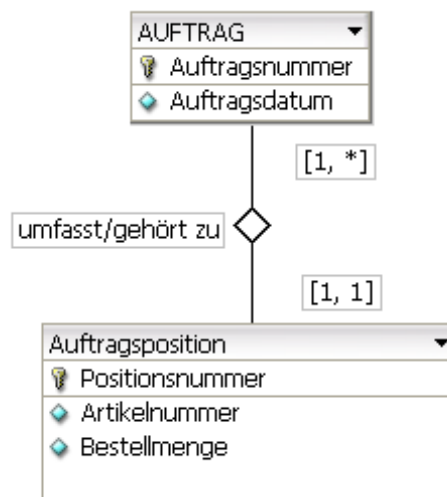 AUFTRAG
Auftragsnummer
Auftragsdatum
[1, *]
umfasst/gehört zu
[1, 1]
Auftragsposition
Positionsnummer
Artikelnummer
Bestellmenge